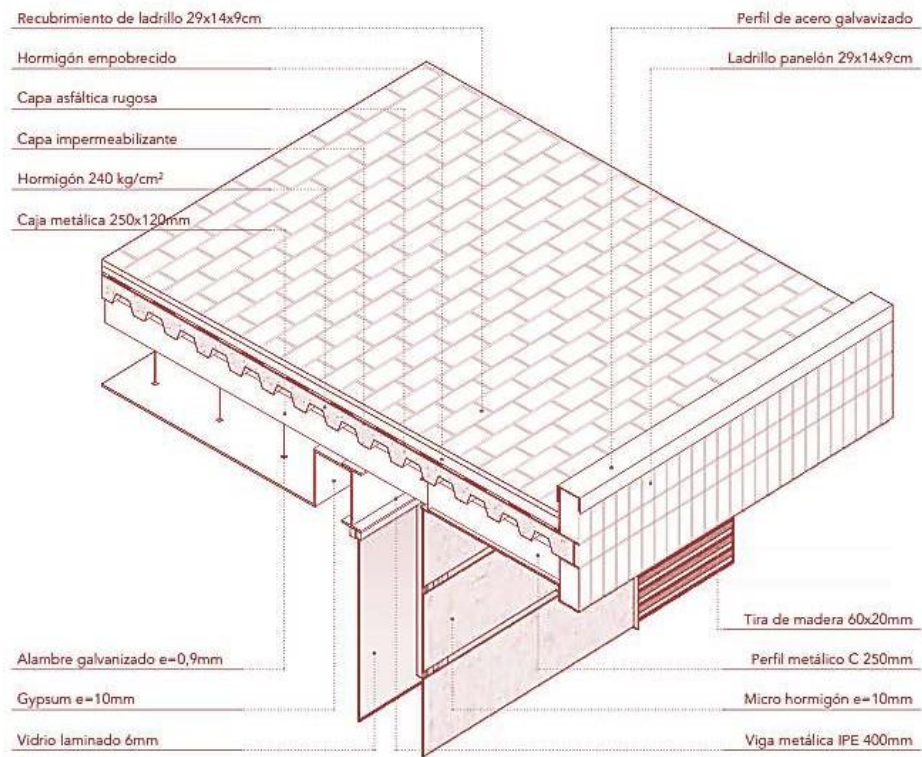 Recubrimiento de ladrillo 29x14x9cm
Hormigón empobrecido
Capa asfáltica rugosa
Capa impermeabilizante
Hormigón 240 kg/cm²
Caja metálica 250x120mm
Perfil de acero galvavizado
Ladrillo panelón 29x14x9cm
Alambre galvanizado e=0,9mm
Gypsum e=10mm
Vidrio laminado 6mm
Tira de madera 60x20mm
Perfil metálico C 250mm
Micro hormigón e=10mm
Viga metálica IPE 400mm